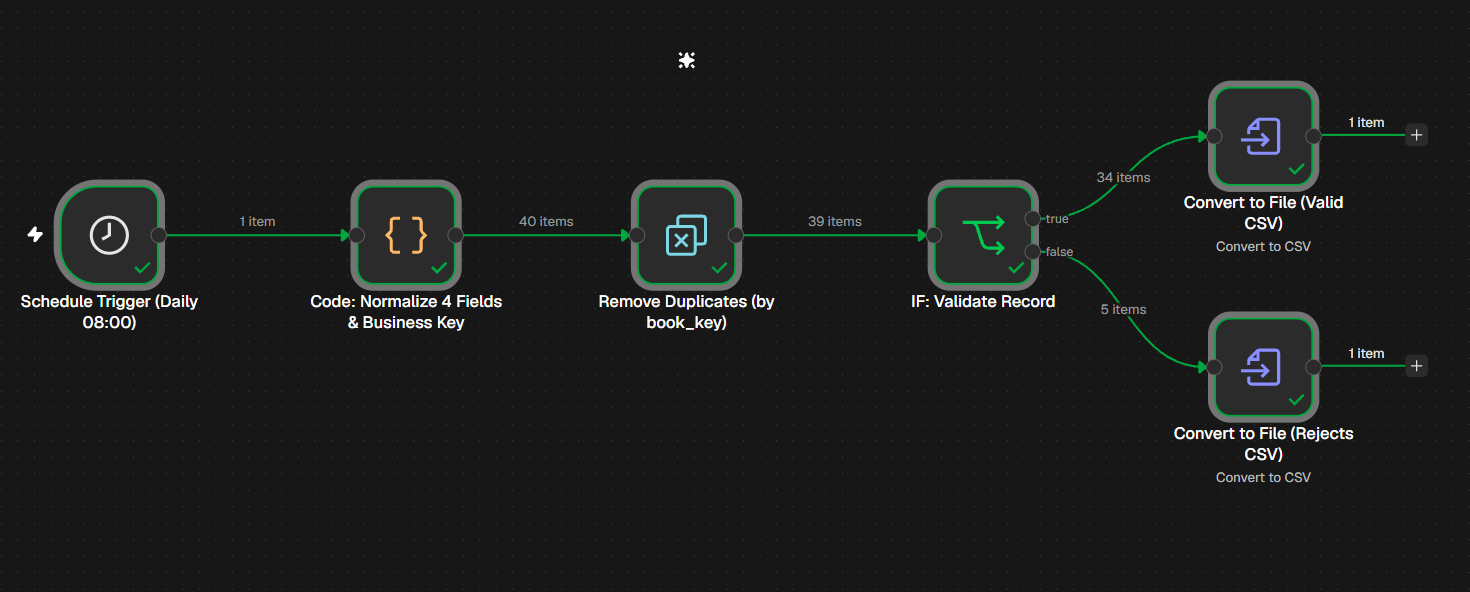 1 item
40 items
39 items
true
false
34 items
5 items
1 item
1 item
Schedule Trigger (Daily
08:00)
Code: Normalize 4 Fields
& Business Key
Remove Duplicates (by
book_key)
IF: Validate Record
Convert to File (Valid
CSV)
Convert to CSV
Convert to File (Rejects
CSV)
Convert to CSV